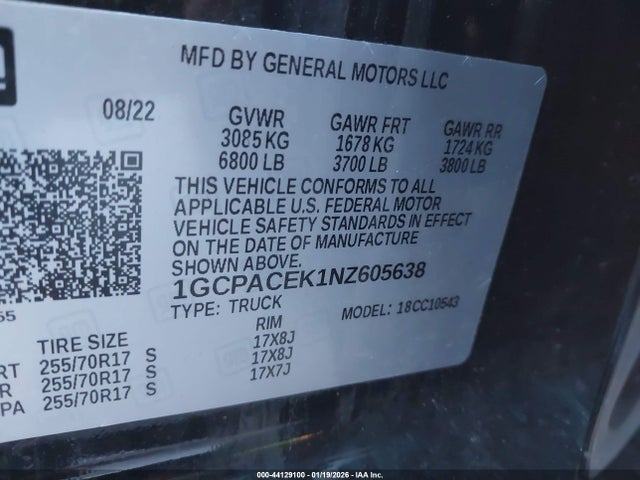 MFD BY GENERAL MOTORS LLC
08/22 GVWR GAWR FRT GAWR RR
3085 KG 1678 KG 1724 KG
6800 LB 3700 LB 3800 LB
THIS VEHICLE CONFORMS TO ALL
APPLICABLE U.S. FEDERAL MOTOR
VEHICLE SAFETY STANDARDS IN EFFECT
ON THE DATE OF MANUFACTURE
SHOWN ABOVE.
1GCPACEK1NZ605638
TYPE: TRUCK MODEL: 18CC10543
TIRE SIZE RIM
RT 255/70R17 S 17X8J
R 255/70R17 S 17X8J
PA 255/70R17 S 17X7J
000-44129100 - 01/19/2026 - IAA Inc.